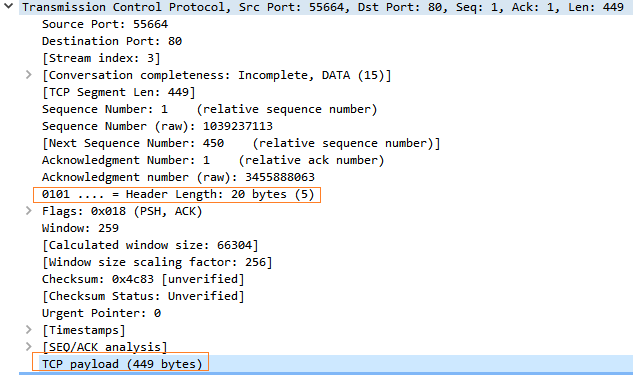 Transmission Control Protocol, Src Port: 55664, Dst Port: 80, Seq: 1, Ack: 1, Len: 449
Source Port: 55664
Destination Port: 80
[Stream index: 3]
[Conversation completeness: Incomplete, DATA (15)]
[TCP Segment Len: 449]
Sequence Number: 1    (relative sequence number)
Sequence Number (raw): 1039237113
[Next Sequence Number: 450    (relative sequence number)]
Acknowledgment Number: 1    (relative ack number)
Acknowledgment number (raw): 3455888063
0101 .... = Header Length: 20 bytes (5)
Flags: 0x018 (PSH, ACK)
Window: 259
[Calculated window size: 66304]
[Window size scaling factor: 256]
Checksum: 0x4c83 [unverified]
[Checksum Status: Unverified]
Urgent Pointer: 0
[Timestamps]
[SEQ/ACK analysis]
TCP payload (449 bytes)